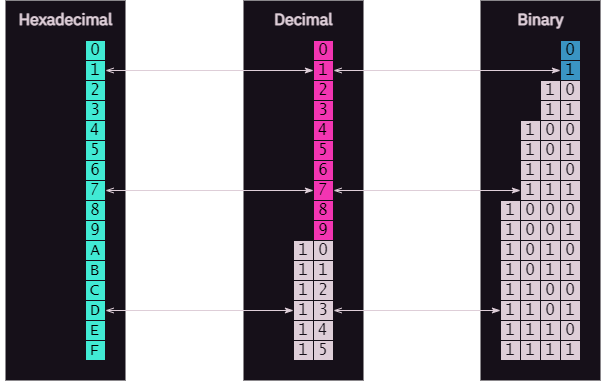 Hexadecimal Decimal Binary
0 0 0
1 1 1
2 2 10
3 3 11
4 4 100
5 5 101
6 6 110
7 7 111
8 8 1000
9 9 1001
A 10 1010
B 11 1011
C 12 1100
D 13 1101
E 14 1110
F 15 1111